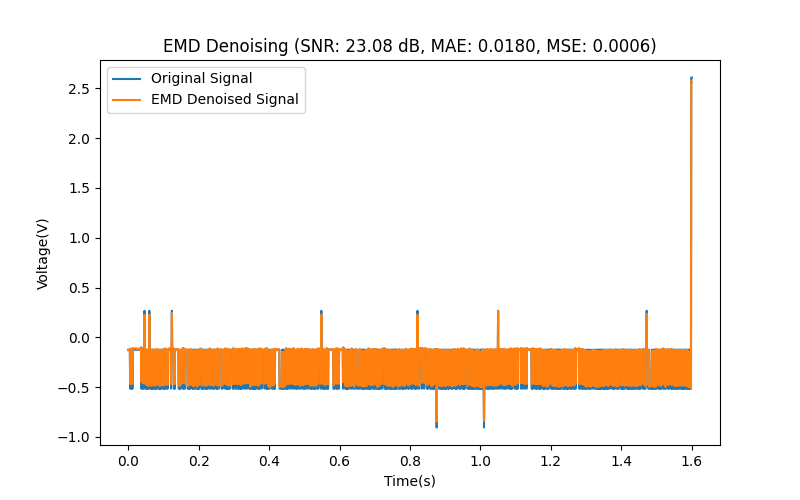 EMD Denoising (SNR: 23.08 dB, MAE: 0.0180, MSE: 0.0006)
Original Signal
EMD Denoised Signal
2.5
2.0
1.5
1.0
0.5
0.0
−0.5
−1.0
Voltage(V)
0.0 0.2 0.4 0.6 0.8 1.0 1.2 1.4 1.6
Time(s)